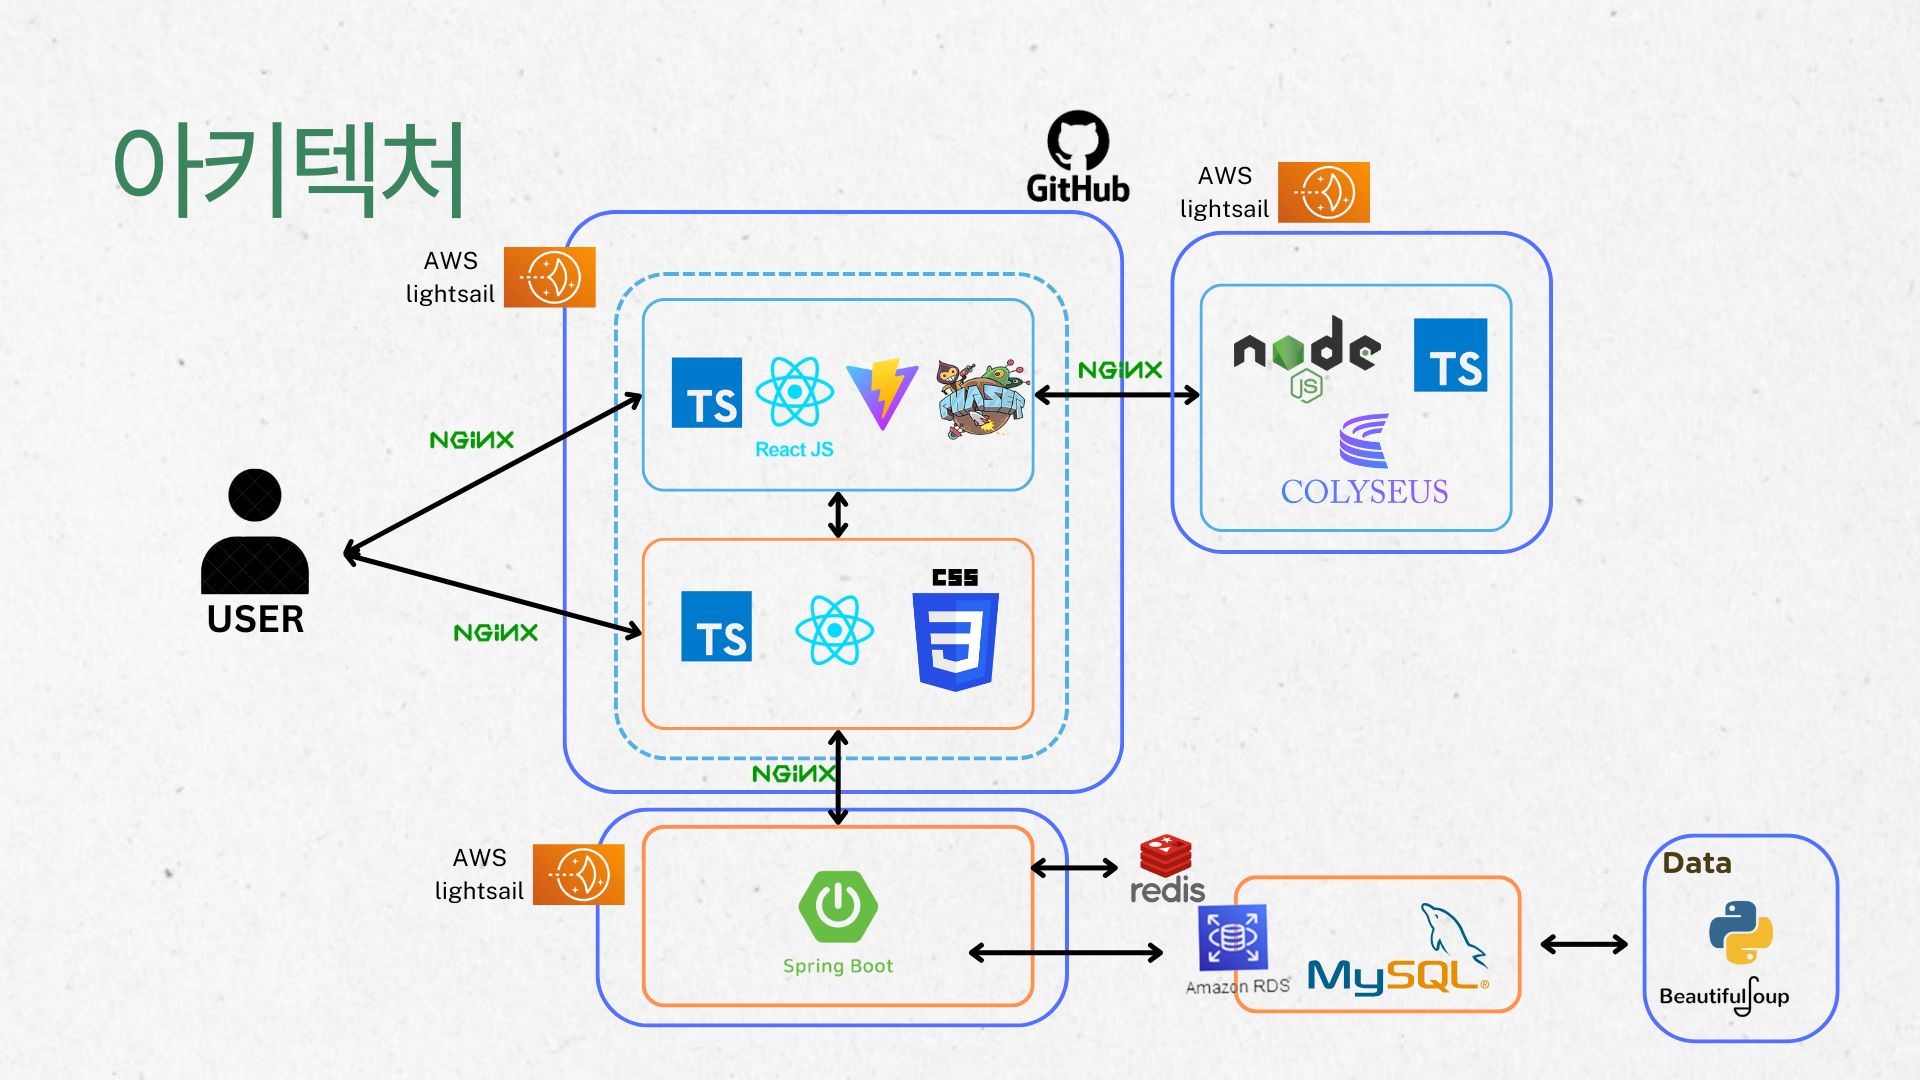 아키텍처
GitHub
AWS
lightsail
AWS
lightsail
TS
React JS
PHASER
NGINX
node
JS
TS
COLYSEUS
NGINX
USER
NGINX
TS
CSS
3
NGINX
AWS
lightsail
Spring Boot
redis
Amazon RDS
MySQL®
Data
BeautifulSoup